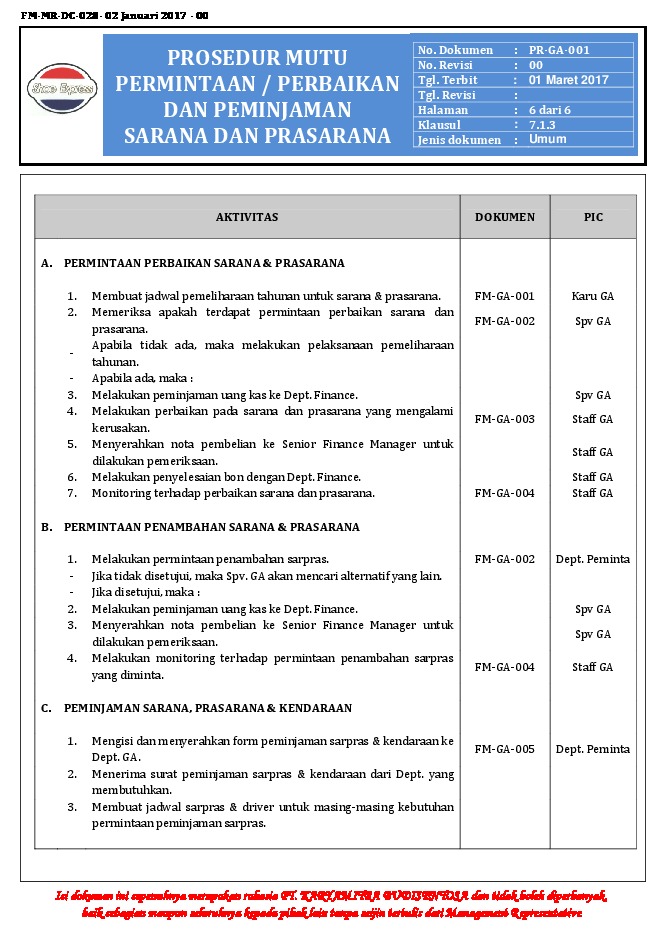 FM-MR-DC-028- 02 Januari 2017 - 00
Shoes Express
PROSEDUR MUTU
PERMINTAAN / PERBAIKAN
DAN PEMINJAMAN
SARANA DAN PRASARANA
No. Dokumen : PR-GA-001
No. Revisi : 00
Tgl. Terbit : 01 Maret 2017
Tgl. Revisi :
Halaman : 6 dari 6
Klausul : 7.1.3
Jenis dokumen : Umum
AKTIVITAS DOKUMEN PIC
A. PERMINTAAN PERBAIKAN SARANA & PRASARANA
1. Membuat jadwal pemeliharaan tahunan untuk sarana & prasarana. FM-GA-001 Karu GA
2. Memeriksa apakah terdapat permintaan perbaikan sarana dan
prasarana. FM-GA-002 Spv GA
- Apabila tidak ada, maka melakukan pelaksanaan pemeliharaan
tahunan.
- Apabila ada, maka :
3. Melakukan peminjaman uang kas ke Dept. Finance. Spv GA
4. Melakukan perbaikan pada sarana dan prasarana yang mengalami
kerusakan. FM-GA-003 Staff GA
5. Menyerahkan nota pembelian ke Senior Finance Manager untuk
dilakukan pemeriksaan. Staff GA
6. Melakukan penyelesaian bon dengan Dept. Finance. Staff GA
7. Monitoring terhadap perbaikan sarana dan prasarana. FM-GA-004 Staff GA
B. PERMINTAAN PENAMBAHAN SARANA & PRASARANA
1. Melakukan permintaan penambahan sarpras. FM-GA-002 Dept. Peminta
- Jika tidak disetujui, maka Spv. GA akan mencari alternatif yang lain.
- Jika disetujui, maka :
2. Melakukan peminjaman uang kas ke Dept. Finance. Spv GA
3. Menyerahkan nota pembelian ke Senior Finance Manager untuk
dilakukan pemeriksaan. Spv GA
4. Melakukan monitoring terhadap permintaan penambahan sarpras
yang diminta. FM-GA-004 Staff GA
C. PEMINJAMAN SARANA, PRASARANA & KENDARAAN
1. Mengisi dan menyerahkan form peminjaman sarpras & kendaraan ke
Dept. GA. FM-GA-005 Dept. Peminta
2. Menerima surat peminjaman sarpras & kendaraan dari Dept. yang
membutuhkan.
3. Membuat jadwal sarpras & driver untuk masing-masing kebutuhan
permintaan peminjaman sarpras.
Isi dokumen ini sepenuhnya merupakan rahasia PT. KARYAMITRA BUDISENTOSA dan tidak boleh diperbanyak,
baik sebagian maupun seluruhnya kepada pihak lain tanpa seijin tertulis dari Management Representative